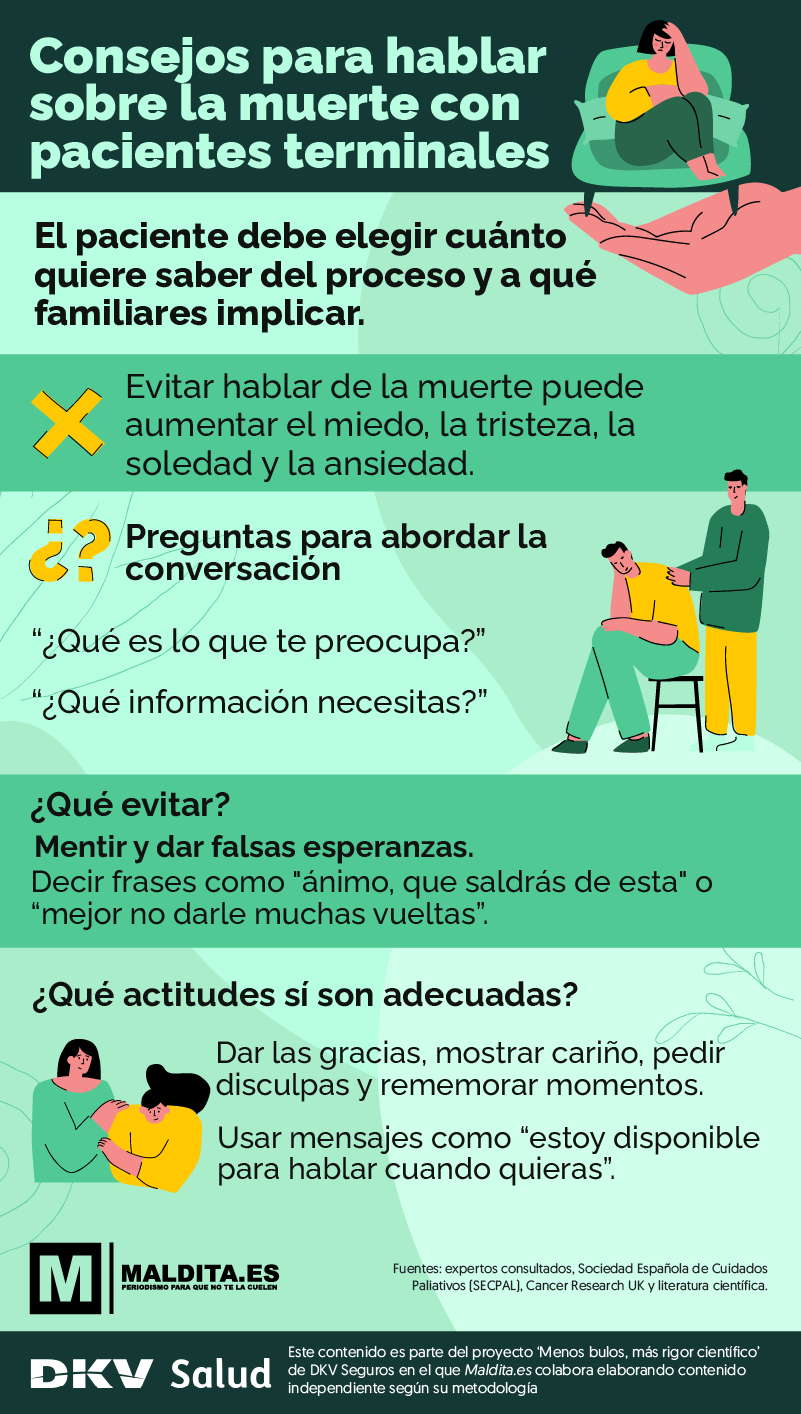 Consejos para hablar
sobre la muerte con
pacientes terminales
El paciente debe elegir cuánto
quiere saber del proceso y a qué
familiares implicar.
Evitar hablar de la muerte puede
aumentar el miedo, la tristeza, la
soledad y la ansiedad.
¿?
Preguntas para abordar la
conversación
“¿Qué es lo que te preocupa?”
“¿Qué información necesitas?”
¿Qué evitar?
Mentir y dar falsas esperanzas.
Decir frases como "ánimo, que saldrás de esta" o
“mejor no darle muchas vueltas”.
¿Qué actitudes sí son adecuadas?
Dar las gracias, mostrar cariño, pedir
disculpas y rememorar momentos.
Usar mensajes como “estoy disponible
para hablar cuando quieras”.
M
MALDITA.ES
PERIODISMO PARA QUE NO TE LA CUELEN
Fuentes: expertos consultados, Sociedad Española de Cuidados
Paliativos (SECPAL), Cancer Research UK y literatura científica.
DKV Salud
Este contenido es parte del proyecto ‘Menos bulos, más rigor científico’
de DKV Seguros en el que Maldita.es colabora elaborando contenido
independiente según su metodología